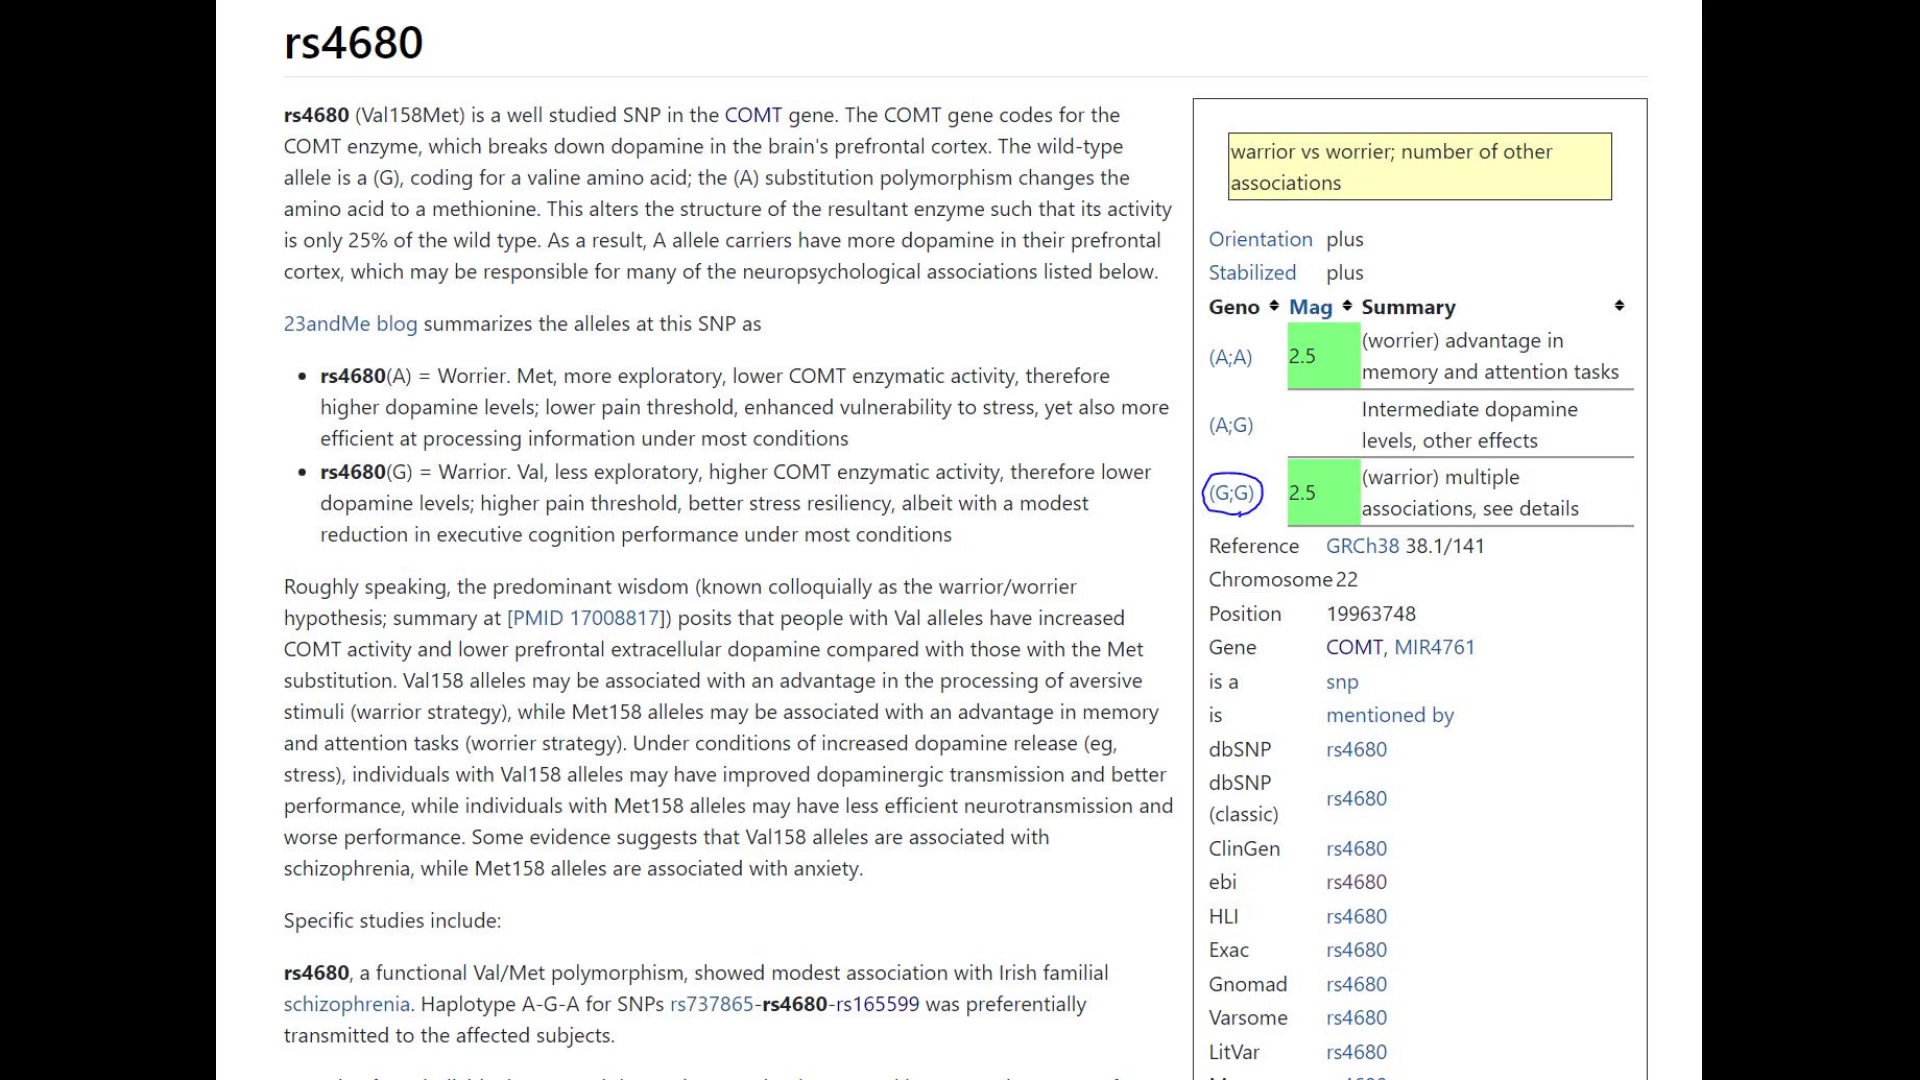 rs4680
rs4680 (Val158Met) is a well studied SNP in the COMT gene. The COMT gene codes for the
COMT enzyme, which breaks down dopamine in the brain's prefrontal cortex. The wild-type
allele is a (G), coding for a valine amino acid; the (A) substitution polymorphism changes the
amino acid to a methionine. This alters the structure of the resultant enzyme such that its activity
is only 25% of the wild type. As a result, A allele carriers have more dopamine in their prefrontal
cortex, which may be responsible for many of the neuropsychological associations listed below.
23andMe blog summarizes the alleles at this SNP as
• rs4680(A) = Worrier. Met, more exploratory, lower COMT enzymatic activity, therefore
higher dopamine levels; lower pain threshold, enhanced vulnerability to stress, yet also more
efficient at processing information under most conditions
• rs4680(G) = Warrior. Val, less exploratory, higher COMT enzymatic activity, therefore lower
dopamine levels; higher pain threshold, better stress resiliency, albeit with a modest
reduction in executive cognition performance under most conditions
Roughly speaking, the predominant wisdom (known colloquially as the warrior/worrier
hypothesis; summary at [PMID 17008817]) posits that people with Val alleles have increased
COMT activity and lower prefrontal extracellular dopamine compared with those with the Met
substitution. Val158 alleles may be associated with an advantage in the processing of aversive
stimuli (warrior strategy), while Met158 alleles may be associated with an advantage in memory
and attention tasks (worrier strategy). Under conditions of increased dopamine release (eg,
stress), individuals with Val158 alleles may have improved dopaminergic transmission and better
performance, while individuals with Met158 alleles may have less efficient neurotransmission and
worse performance. Some evidence suggests that Val158 alleles are associated with
schizophrenia, while Met158 alleles are associated with anxiety.
Specific studies include:
rs4680, a functional Val/Met polymorphism, showed modest association with Irish familial
schizophrenia. Haplotype A-G-A for SNPs rs737865-rs4680-rs165599 was preferentially
transmitted to the affected subjects.
warrior vs worrier; number of other
associations
Orientation plus
Stabilized plus
Geno Mag Summary
(A;A) 2.5 (worrier) advantage in
memory and attention tasks
(A;G) Intermediate dopamine
levels, other effects
(G;G) 2.5 (warrior) multiple
associations, see details
Reference GRCh38 38.1/141
Chromosome 22
Position 19963748
Gene COMT, MIR4761
is a snp
is mentioned by
dbSNP rs4680
dbSNP
(classic) rs4680
ClinGen rs4680
ebi rs4680
HLI rs4680
Exac rs4680
Gnomad rs4680
Varsome rs4680
LitVar rs4680